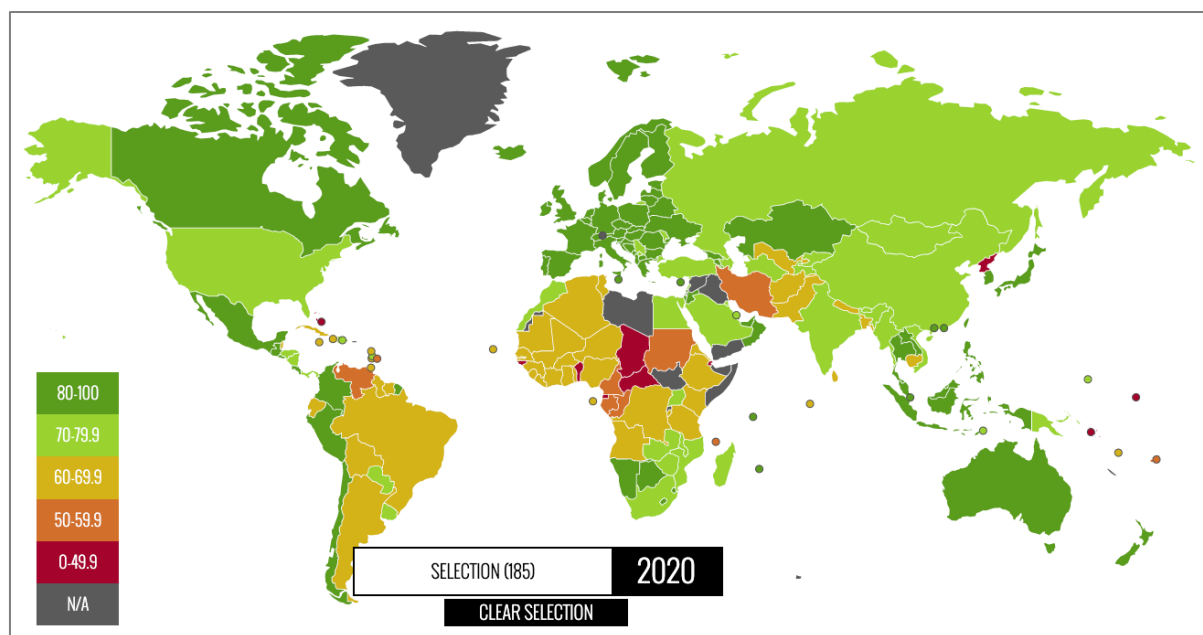 80-100
70-79.9
60-69.9
50-59.9
0-49.9
N/A
SELECTION (185)
2020
CLEAR SELECTION